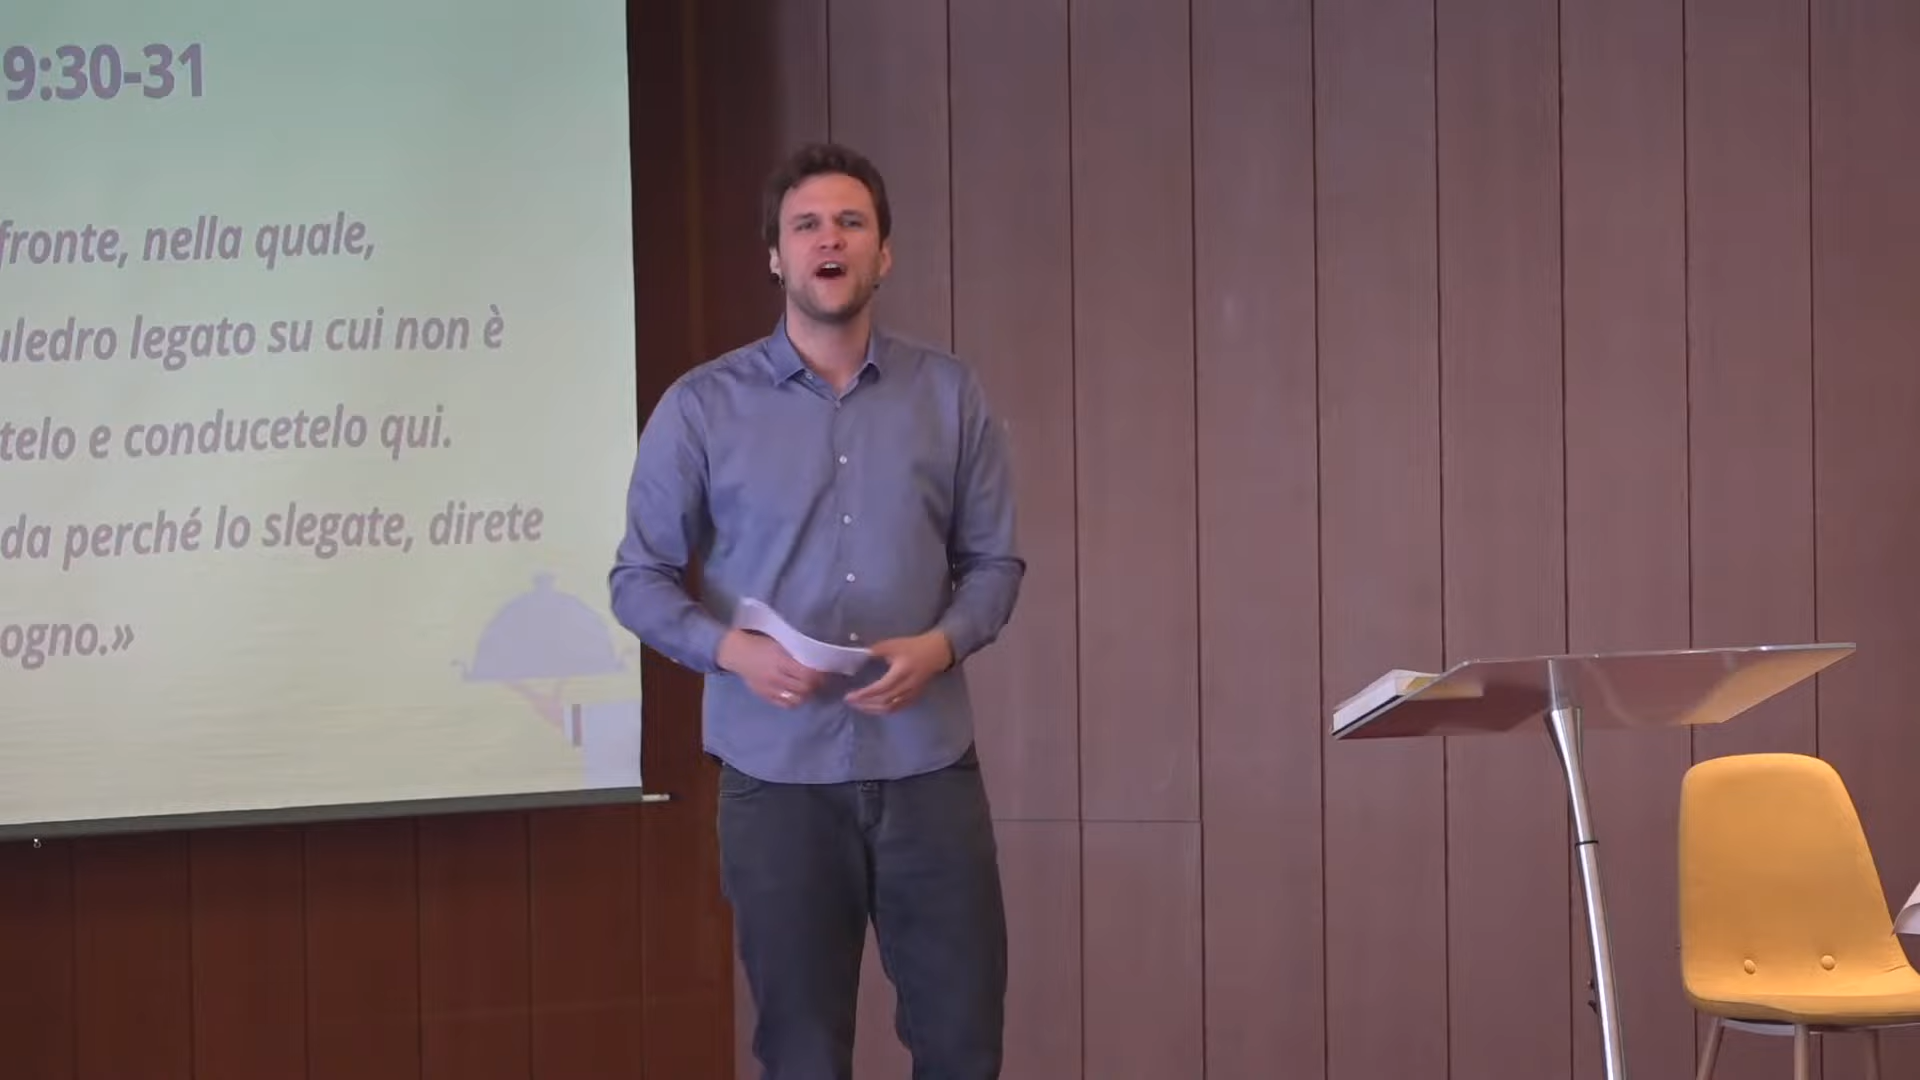 9:30-31
fronte, nella quale,
uledro legato su cui non è
telo e conducetelo qui.
da perché lo slegate, direte
ogno.»